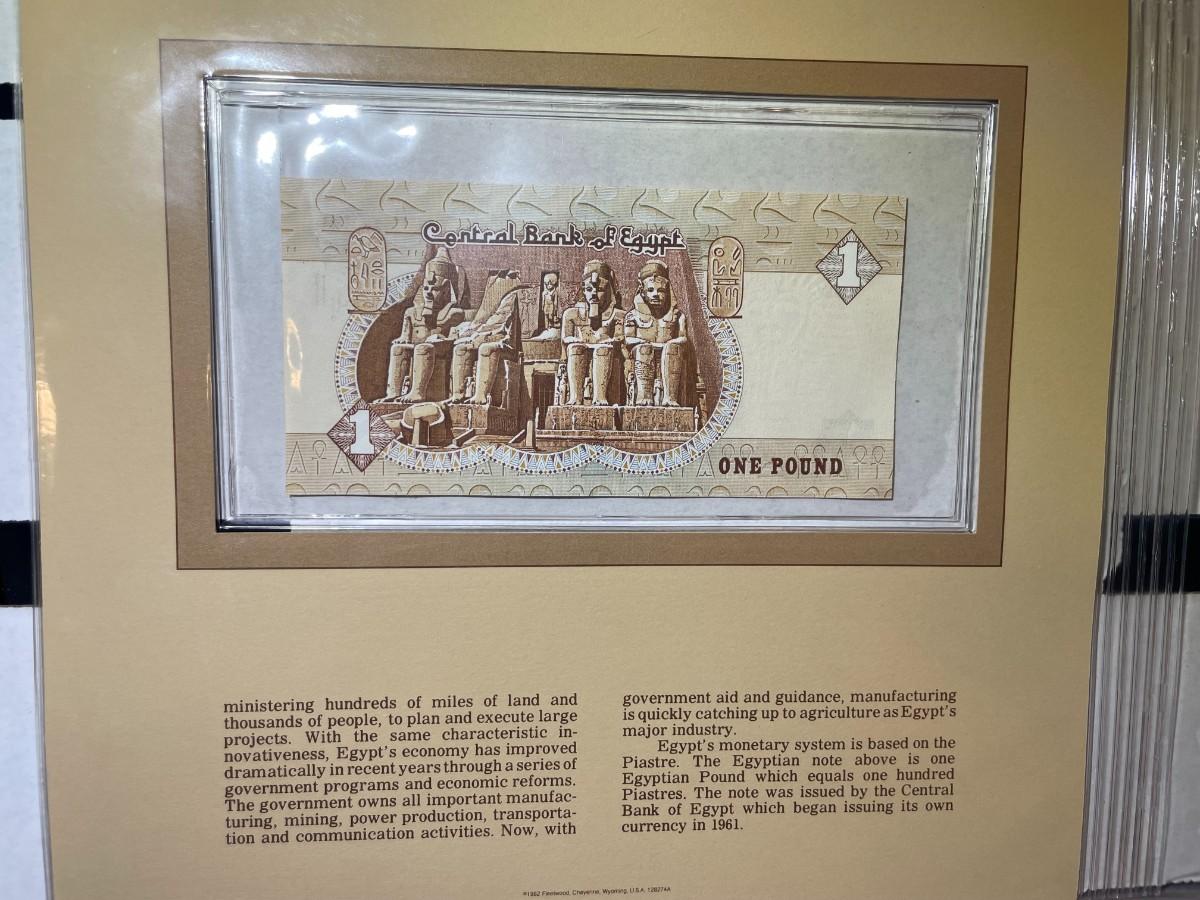 Central Bank of Egypt
1
1
ONE POUND
ministering hundreds of miles of land and
thousands of people, to plan and execute large
projects. With the same characteristic in-
novativeness, Egypt's economy has improved
dramatically in recent years through a series of
government programs and economic reforms.
The government owns all important manufac-
turing, mining, power production, transporta-
tion and communication activities. Now, with
government aid and guidance, manufacturing
is quickly catching up to agriculture as Egypt's
major industry.
Egypt's monetary system is based on the
Piastre. The Egyptian note above is one
Egyptian Pound which equals one hundred
Piastres. The note was issued by the Central
Bank of Egypt which began issuing its own
currency in 1961.
©1982 Fleetwood, Cheyenne, Wyoming, U.S.A. 128274A